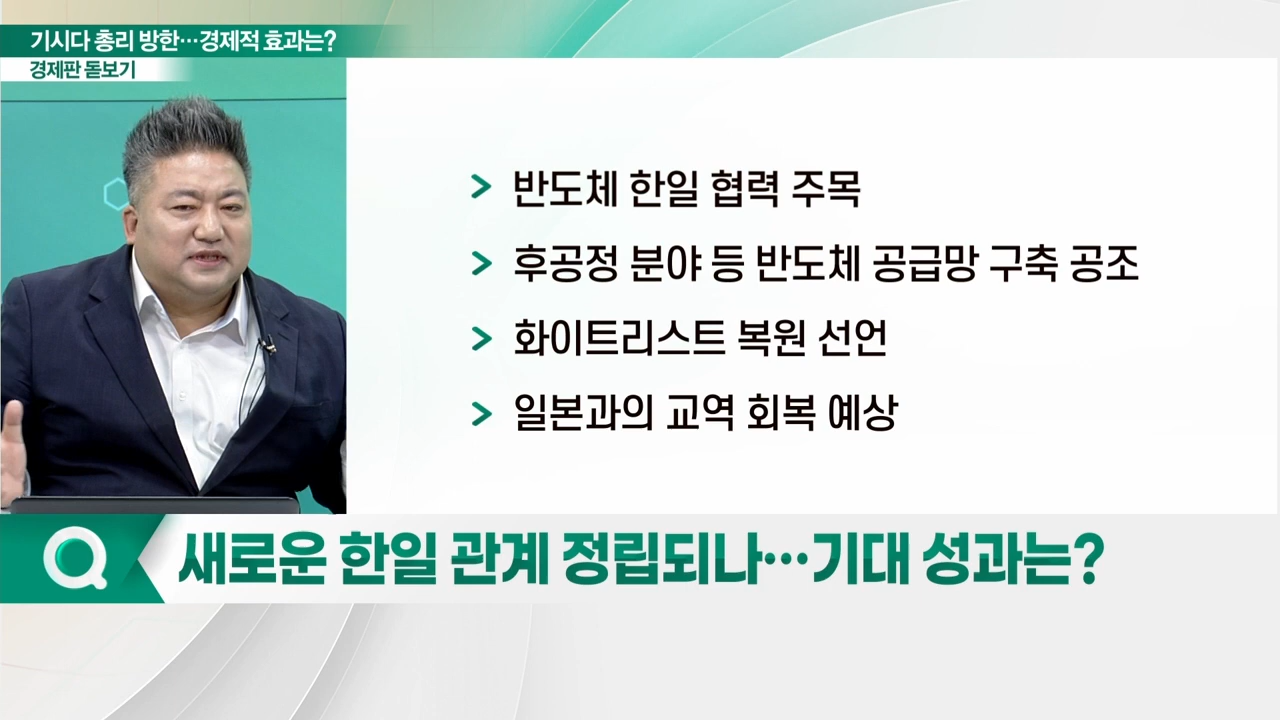 기시다 총리 방한…경제적 효과는?
경제판 돋보기
> 반도체 한일 협력 주목
> 후공정 분야 등 반도체 공급망 구축 공조
> 화이트리스트 복원 선언
> 일본과의 교역 회복 예상
Q 새로운 한일 관계 정립되나…기대 성과는?